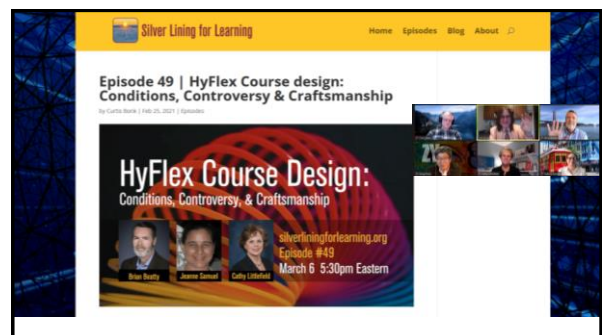 Silver Lining for Learning
Home Episodes Blog About
Episode 49 | HyFlex Course design:
Conditions, Controversy & Craftsmanship
by Curtis Bonk | Feb 25, 2021 | Episodes
HyFlex Course Design:
Conditions, Controversy, & Craftsmanship
silverliningforlearning.org
Episode #49
March 6 5:30pm Eastern
Brian Beatty
Jeanne Samuel
Cathy Littlefield